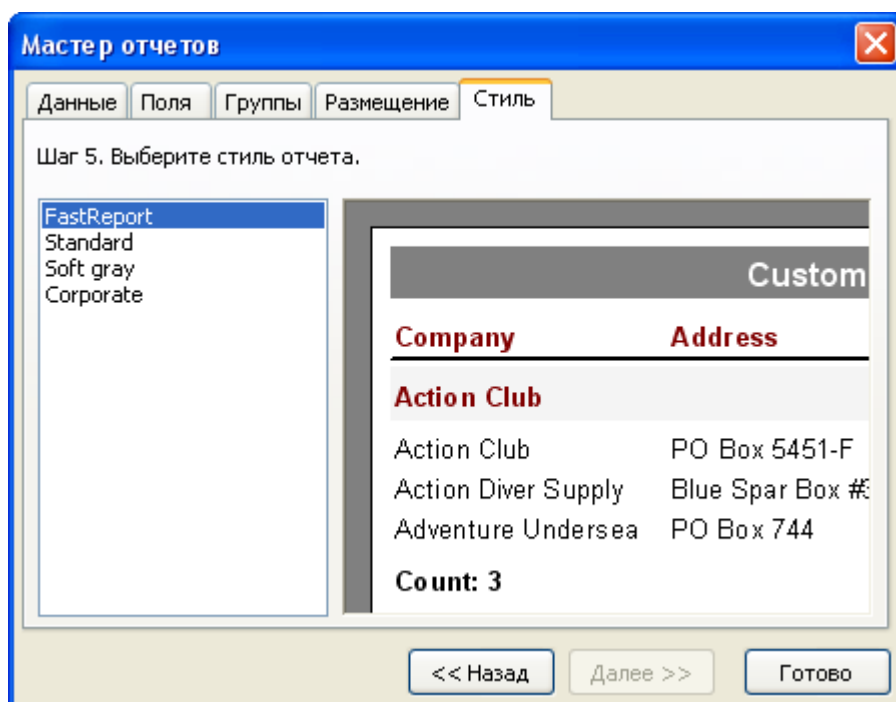 Мастер отчетов
Данные Поля Группы Размещение Стиль
Шаг 5. Выберите стиль отчета.
FastReport
Standard
Soft gray
Corporate
Custom
Company Address
Action Club
Action Club PO Box 5451-F
Action Diver Supply Blue Spar Box #3
Adventure Undersea PO Box 744
Count: 3
<< Назад Далее >> Готово